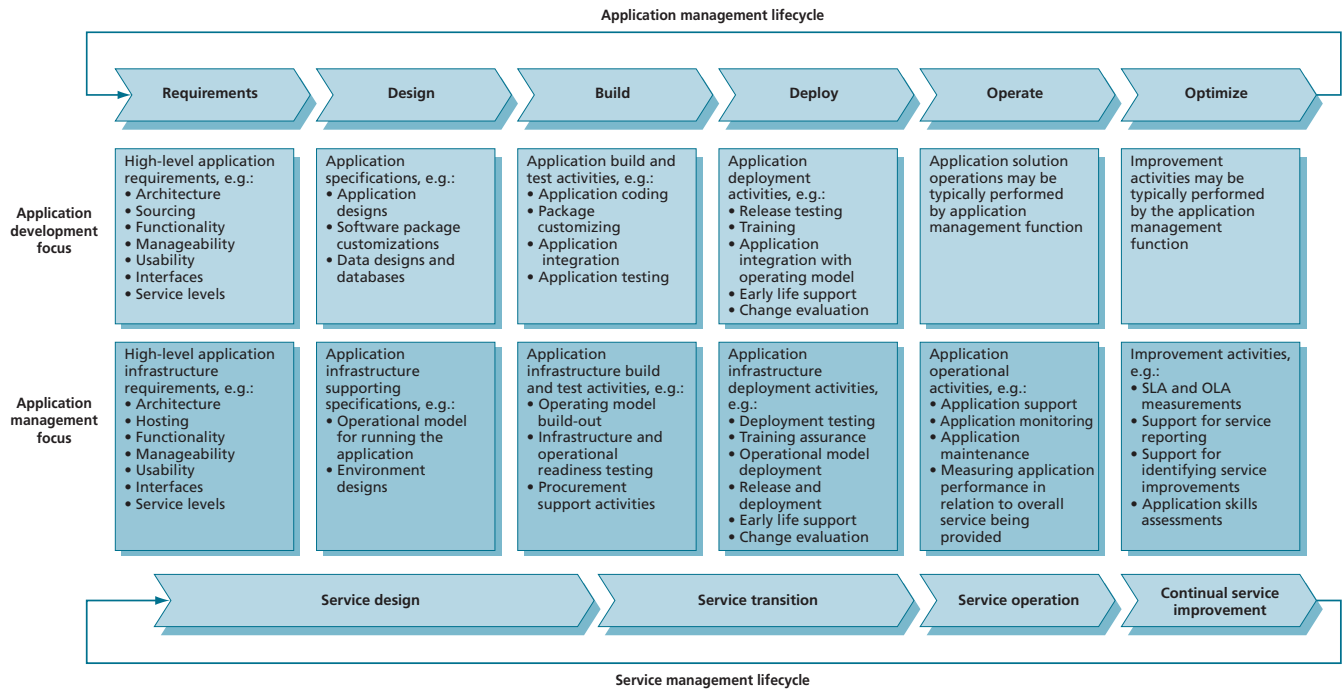 Application management lifecycle
Requirements
Design
Build
Deploy
Operate
Optimize
Application
development
focus
High-level application
requirements, e.g.:
• Architecture
• Sourcing
• Functionality
• Manageability
• Usability
• Interfaces
• Service levels
Application
specifications, e.g.:
• Application
designs
• Software package
customizations
• Data designs and
databases
Application build and
test activities, e.g.:
• Application coding
• Package
customizing
• Application
integration
• Application testing
Application
deployment
activities, e.g.:
• Release testing
• Training
• Application
integration with
operating model
• Early life support
• Change evaluation
Application solution
operations may be
typically performed
by application
management function
Improvement
activities may be
typically performed
by the application
management
function
Application
management
focus
High-level application
infrastructure
requirements, e.g.:
• Architecture
• Hosting
• Functionality
• Manageability
• Usability
• Interfaces
• Service levels
Application
infrastructure
supporting
specifications, e.g.:
• Operational model
for running the
application
• Environment
designs
Application
infrastructure build
and test activities, e.g.:
• Operating model
build-out
• Infrastructure and
operational
readiness testing
• Procurement
support activities
Application
infrastructure
deployment activities,
e.g.:
• Deployment testing
• Training assurance
• Operational model
deployment
• Release and
deployment
• Early life support
• Change evaluation
Application
operational
activities, e.g.:
• Application support
• Application monitoring
• Application
maintenance
• Measuring application
performance in
relation to overall
service being
provided
Improvement activities,
e.g.:
• SLA and OLA
measurements
• Support for service
reporting
• Support for
identifying service
improvements
• Application skills
assessments
Service design
Service transition
Service operation
Continual service
improvement
Service management lifecycle